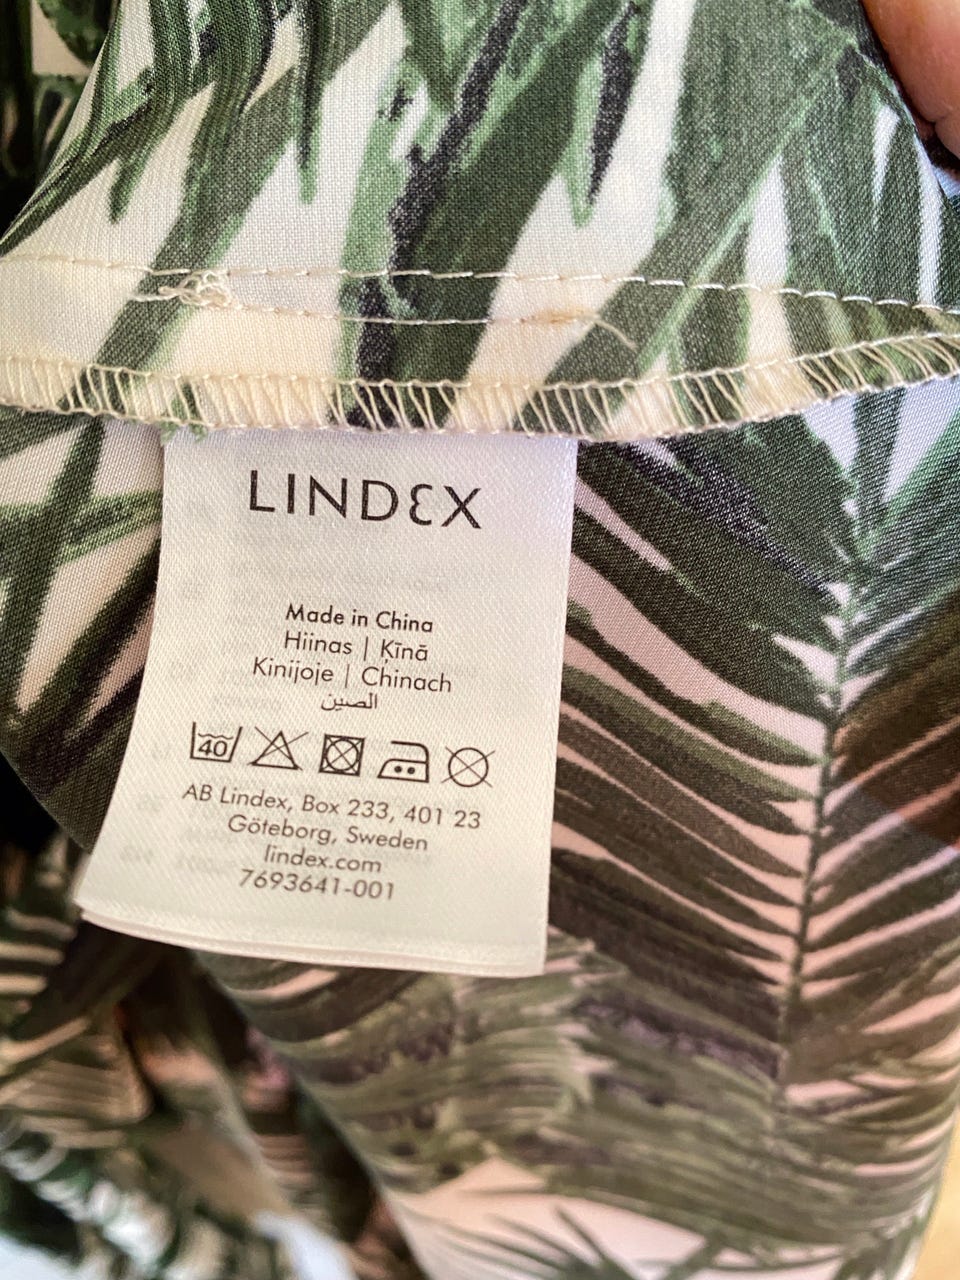 LINDEX
Made in China
Hiinas | Ķīnā
Kinijoje | Chinach
الصين
40
AB Lindex, Box 233, 401 23
Göteborg, Sweden
lindex.com
7693641-001